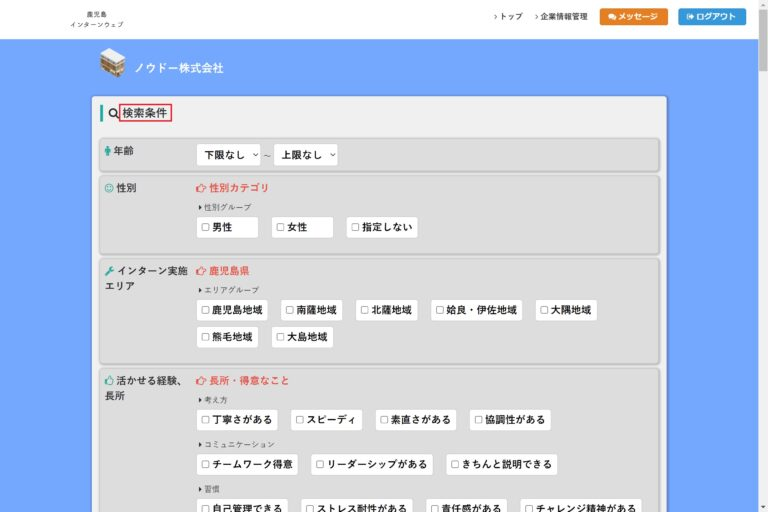 鹿児島
インターンウェブ
トップ
企業情報管理
メッセージ
ログアウト
ノウドー株式会社
検索条件
年齢
下限なし ～ 上限なし
性別
性別カテゴリ
性別グループ
男性 女性 指定しない
インターン実施
エリア
鹿児島県
エリアグループ
鹿児島地域 南薩地域 北薩地域 姶良・伊佐地域 大隅地域
熊毛地域 大島地域
活かせる経験、
長所
長所・得意なこと
考え方
丁寧さがある スピーディ 素直さがある 協調性がある
コミュニケーション
チームワーク得意 リーダーシップがある きちんと説明できる
習慣
自己管理できる ストレス耐性がある 責任感がある チャレンジ精神がある